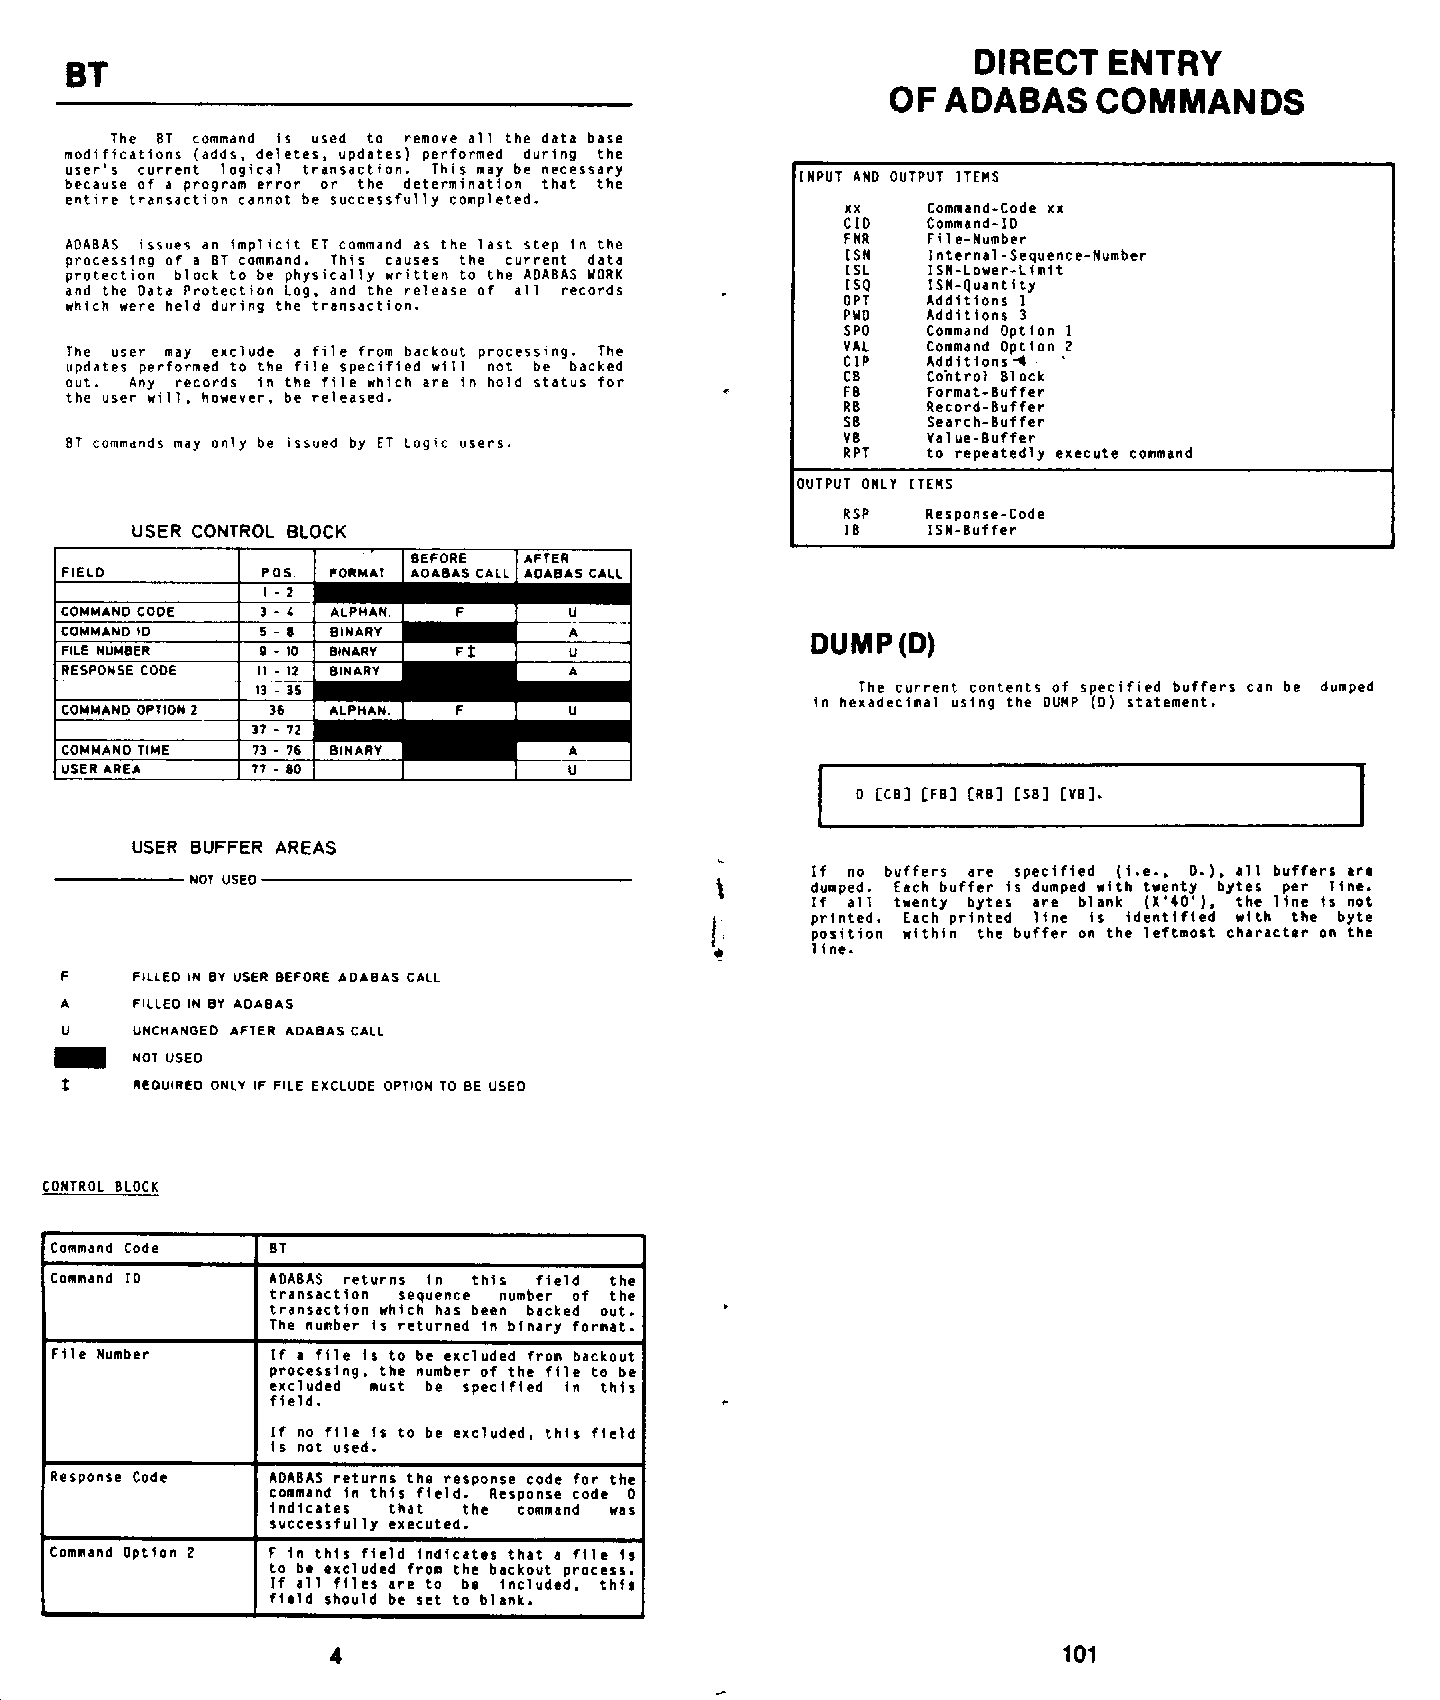 BT
The BT command is used to remove all the data base
modifications (adds, deletes, updates) performed during the
user's current logical transaction. This may be necessary
because of a program error or the determination that the
entire transaction cannot be successfully completed.
ADABAS issues an implicit ET command as the last step in the
processing of a BT command. This causes the current data
protection block to be physically written to the ADABAS WORK
and the Data Protection Log, and the release of all records
which were held during the transaction.
The user may exclude a file from backout processing. The
updates performed to the file specified will not be backed
out. Any records in the file which are in hold status for
the user will, however, be released.
BT commands may only be issued by ET Logic users.
USER CONTROL BLOCK
FIELD POS. FORMAT BEFORE ADABAS CALL AFTER ADABAS CALL
1 - 2
COMMAND CODE 3 - 4 ALPHAN. F U
COMMAND ID 5 - 8 BINARY A
FILE NUMBER 9 - 10 BINARY F‡ U
RESPONSE CODE 11 - 12 BINARY A
13 - 35
COMMAND OPTION 2 36 ALPHAN. F U
37 - 72
COMMAND TIME 73 - 76 BINARY A
USER AREA 77 - 80 U
USER BUFFER AREAS
NOT USED
F FILLED IN BY USER BEFORE ADABAS CALL
A FILLED IN BY ADABAS
U UNCHANGED AFTER ADABAS CALL
NOT USED
‡ REQUIRED ONLY IF FILE EXCLUDE OPTION TO BE USED
CONTROL BLOCK
Command Code BT
Command ID ADABAS returns in this field the
transaction sequence number of the
transaction which has been backed out.
The number is returned in binary format.
File Number If a file is to be excluded from backout
processing, the number of the file to be
excluded must be specified in this
field.
If no file is to be excluded, this field
is not used.
Response Code ADABAS returns the response code for the
command in this field. Response code 0
indicates that the command was
successfully executed.
Command Option 2 F in this field indicates that a file is
to be excluded from the backout process.
If all files are to be included, this
field should be set to blank.
4
DIRECT ENTRY
OF ADABAS COMMANDS
INPUT AND OUTPUT ITEMS
xx Command-Code xx
CID Command-ID
FNR File-Number
ISN Internal-Sequence-Number
ISL ISN-Lower-Limit
ISQ ISN-Quantity
OPT Additions 1
PWD Additions 3
SPO Command Option 1
VAL Command Option 2
CIP Additions 4
CB Control Block
FB Format-Buffer
RB Record-Buffer
SB Search-Buffer
VB Value-Buffer
RPT to repeatedly execute command
OUTPUT ONLY ITEMS
RSP Response-Code
IB ISN-Buffer
DUMP (D)
The current contents of specified buffers can be dumped
in hexadecimal using the DUMP (D) statement.
D [CB] [FB] [RB] [SB] [VB].
If no buffers are specified (i.e., D.), all buffers are
dumped. Each buffer is dumped with twenty bytes per line.
If all twenty bytes are blank (X'40'), the line is not
printed. Each printed line is identified with the byte
position within the buffer on the leftmost character on the
line.
101